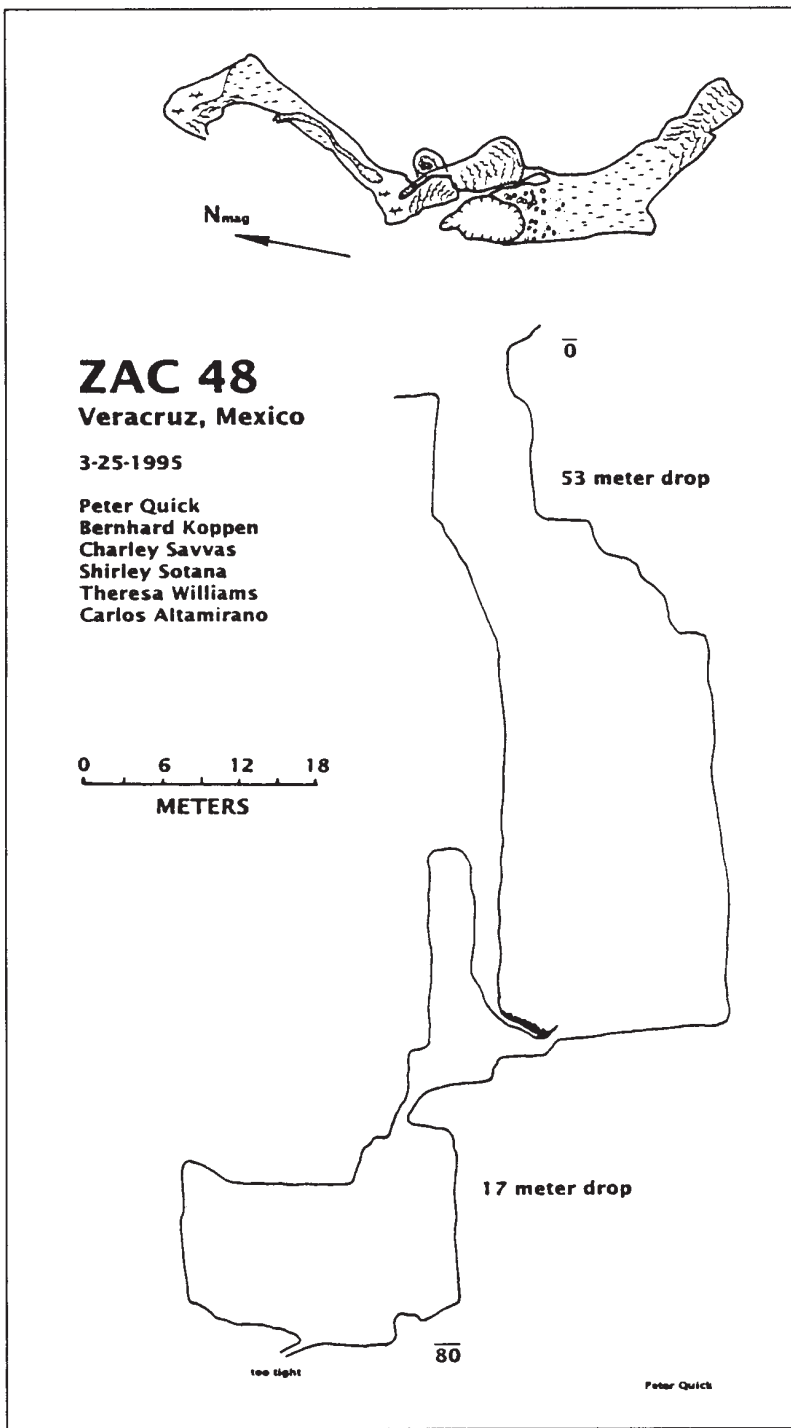 Nmag
0
ZAC 48
Veracruz, Mexico
3-25-1995
53 meter drop
Peter Quick
Bernhard Koppen
Charley Savvas
Shirley Sotana
Theresa Williams
Carlos Altamirano
0 6 12 18
METERS
17 meter drop
80
too tight
Peter Quick